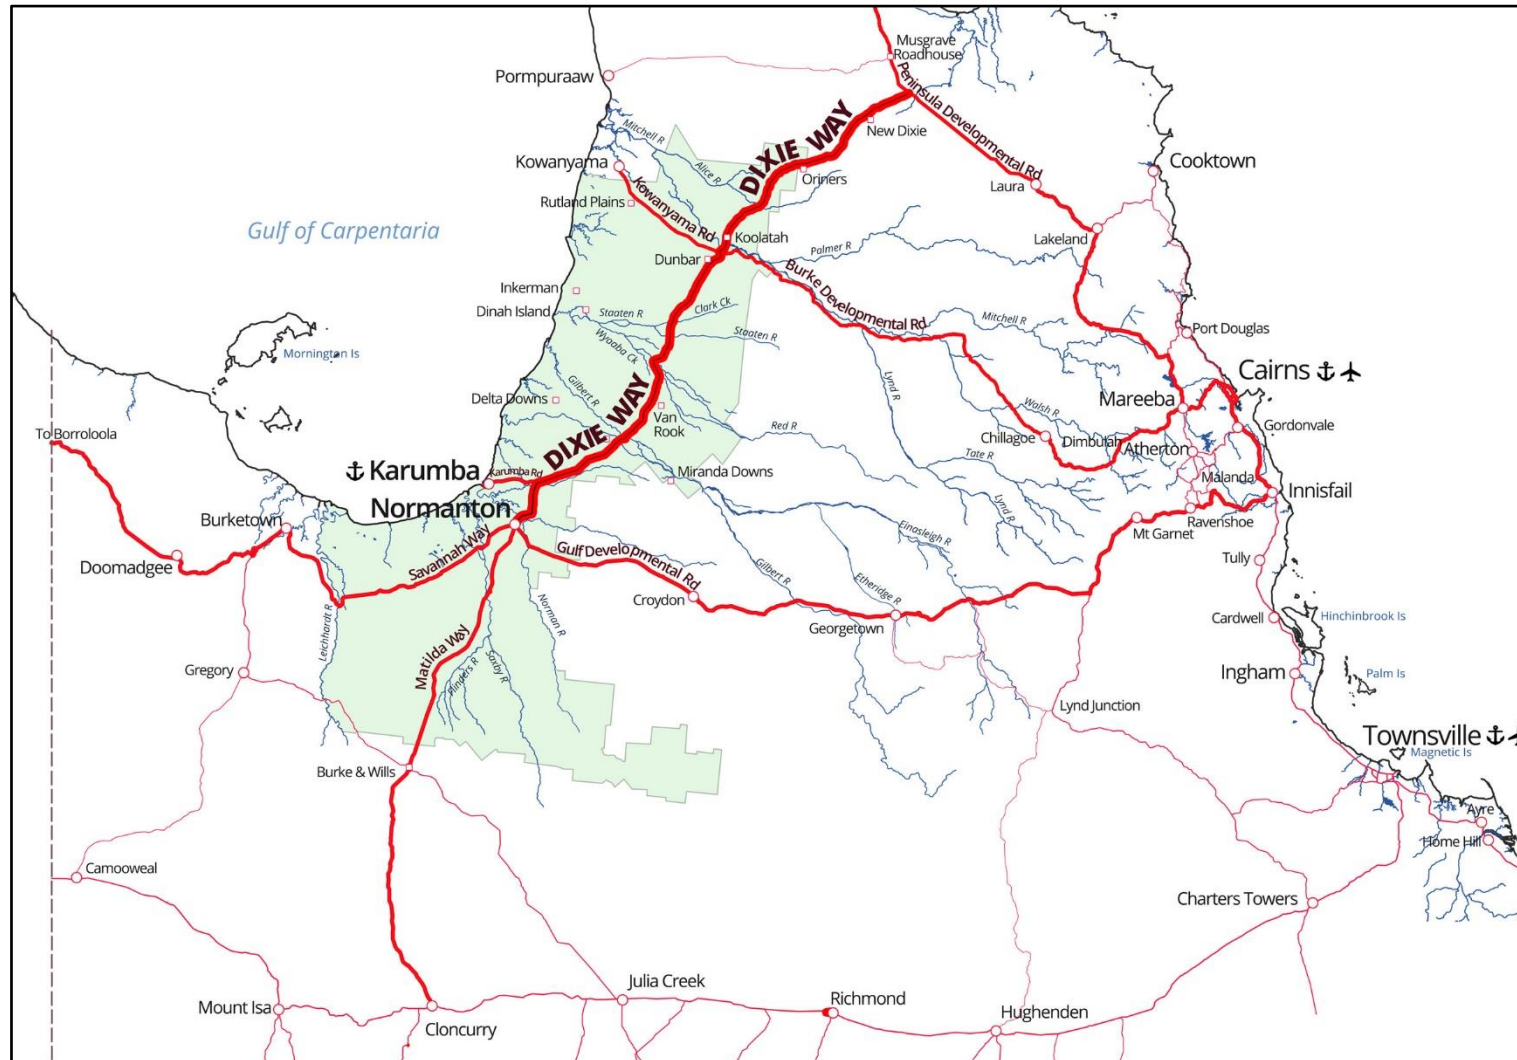 Musgrave
Roadhouse
Pormpuraaw
Peninsula Developmental Rd
DIXIE WAY
New Dixie
Mitchell R
Kowanyama
Alice R
Oriners
Cooktown
Laura
Rutland Plains
Kowanyama Rd
Gulf of Carpentaria
Koolatah
Lakeland
Palmer R
Dunbar
Burke Developmental Rd
Inkerman
Dinah Island
Staaten R
Clark Ck
Staaten R
Mitchell R
Port Douglas
Wyaaba Ck
Mornington Is
Cairns
Gilbert R
Lynd R
Mareeba
Delta Downs
DIXIE WAY
Van
Rook
Walsh R
Red R
Chillagoe
Dimbulah
Gordonvale
To Borroloola
Atherton
Tate R
Karumba
Karumba Rd
Miranda Downs
Malanda
Innisfail
Normanton
Lynd R
Ravenshoe
Burketown
Einasleigh R
Mt Garnet
Savannah Way
Gulf Developmental Rd
Doomadgee
Gilbert R
Etheridge R
Tully
Croydon
Norman R
Leichhardt R
Georgetown
Cardwell
Hinchinbrook Is
Matilda Way
Flinders R
Saxby R
Gregory
Ingham
Palm Is
Lynd Junction
Townsville
Magnetic Is
Burke & Wills
Ayre
Home Hill
Camooweal
Charters Towers
Julia Creek
Mount Isa
Richmond
Cloncurry
Hughenden